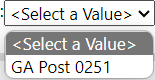 : <Select a Value>
<Select a Value>
GA Post 0251